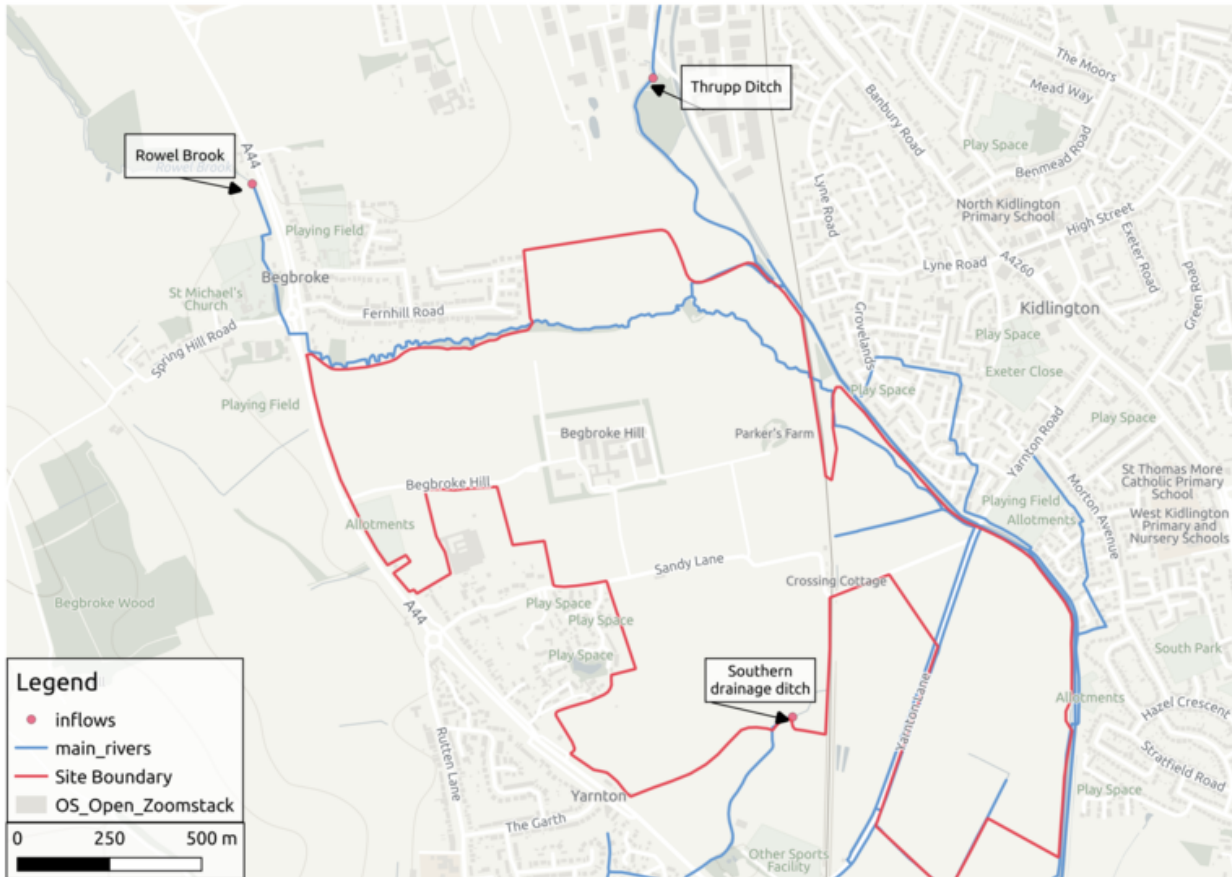 Thrupp Ditch
Rowel Brook
Rowel Brook
A44
The Moors
Mead Way
Banbury Road
Play Space
Benmead Road
North Kidlington
Primary School
High Street
Lyne Road
Exeter Road
A4260
Lyne Road
Green Road
Kidlington
Playing Field
Begbroke
St Michael's
Church
Fernhill Road
Spring Hill Road
Grovelands
Play Space
Exeter Close
Play Space
Play Space
Playing Field
Begbroke Hill
Parker's Farm
Yarnton Road
St Thomas More
Catholic Primary
School
Morton Avenue
Begbroke Hill
Playing Field
Allotments
West Kidlington
Primary and
Nursery Schools
Allotments
Sandy Lane
Crossing Cottage
Begbroke Wood
A44
Play Space
Play Space
Play Space
South Park
Southern
drainage ditch
Allotments
Hazel Crescent
Yarnton Lane
Stratfield Road
Rutten Lane
Yarnton
Play Space
The Garth
Other Sports
Facility
Legend
inflows
main_rivers
Site Boundary
OS_Open_Zoomstack
0 250 500 m